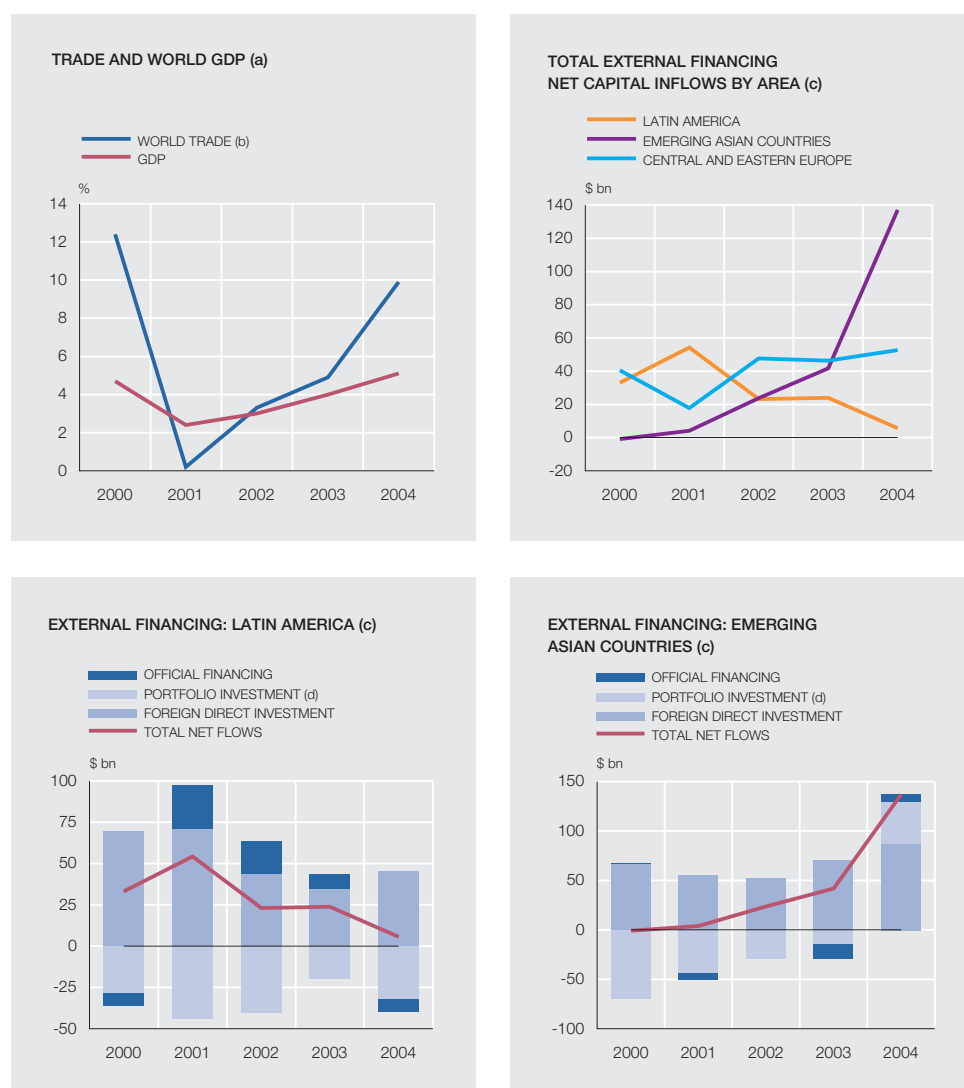 TRADE AND WORLD GDP (a)
WORLD TRADE (b)
GDP
%
14
12
10
8
6
4
2
0
2000 2001 2002 2003 2004
TOTAL EXTERNAL FINANCING
NET CAPITAL INFLOWS BY AREA (c)
LATIN AMERICA
EMERGING ASIAN COUNTRIES
CENTRAL AND EASTERN EUROPE
$ bn
140
120
100
80
60
40
20
0
-20
2000 2001 2002 2003 2004
EXTERNAL FINANCING: LATIN AMERICA (c)
OFFICIAL FINANCING
PORTFOLIO INVESTMENT (d)
FOREIGN DIRECT INVESTMENT
TOTAL NET FLOWS
$ bn
100
75
50
25
0
-25
-50
2000 2001 2002 2003 2004
EXTERNAL FINANCING: EMERGING
ASIAN COUNTRIES (c)
OFFICIAL FINANCING
PORTFOLIO INVESTMENT (d)
FOREIGN DIRECT INVESTMENT
TOTAL NET FLOWS
$ bn
150
100
50
0
-50
-100
2000 2001 2002 2003 2004